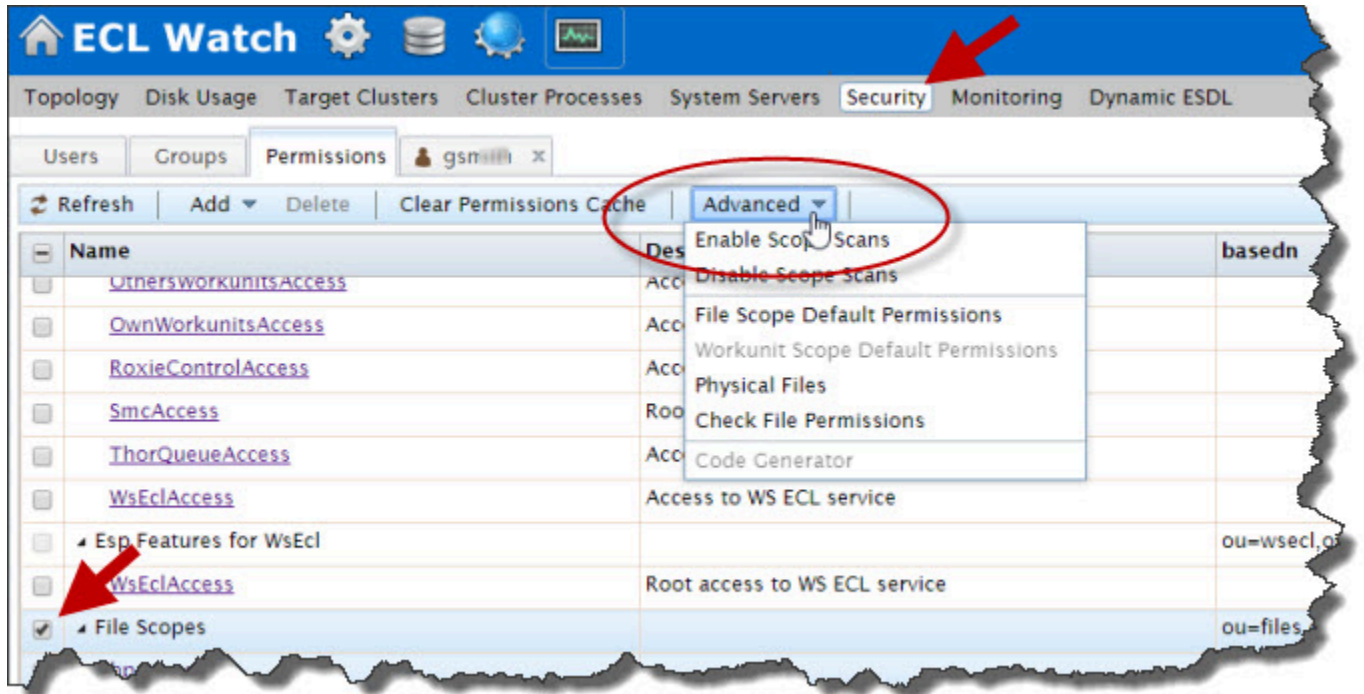 ECL Watch
Topology Disk Usage Target Clusters Cluster Processes System Servers Security Monitoring Dynamic ESDL
Users Groups Permissions
Refresh Add Delete Clear Permissions Cache Advanced
Name basedn
OthersWorkunitsAccess
OwnWorkunitsAccess
RoxieControlAccess
SmcAccess
ThorQueueAccess
WsEclAccess Access to WS ECL service
Esp Features for WsEcl
WsEclAccess Root access to WS ECL service
File Scopes ou=files,
Enable Scope Scans
Disable Scope Scans
File Scope Default Permissions
Workunit Scope Default Permissions
Physical Files
Check File Permissions
Code Generator